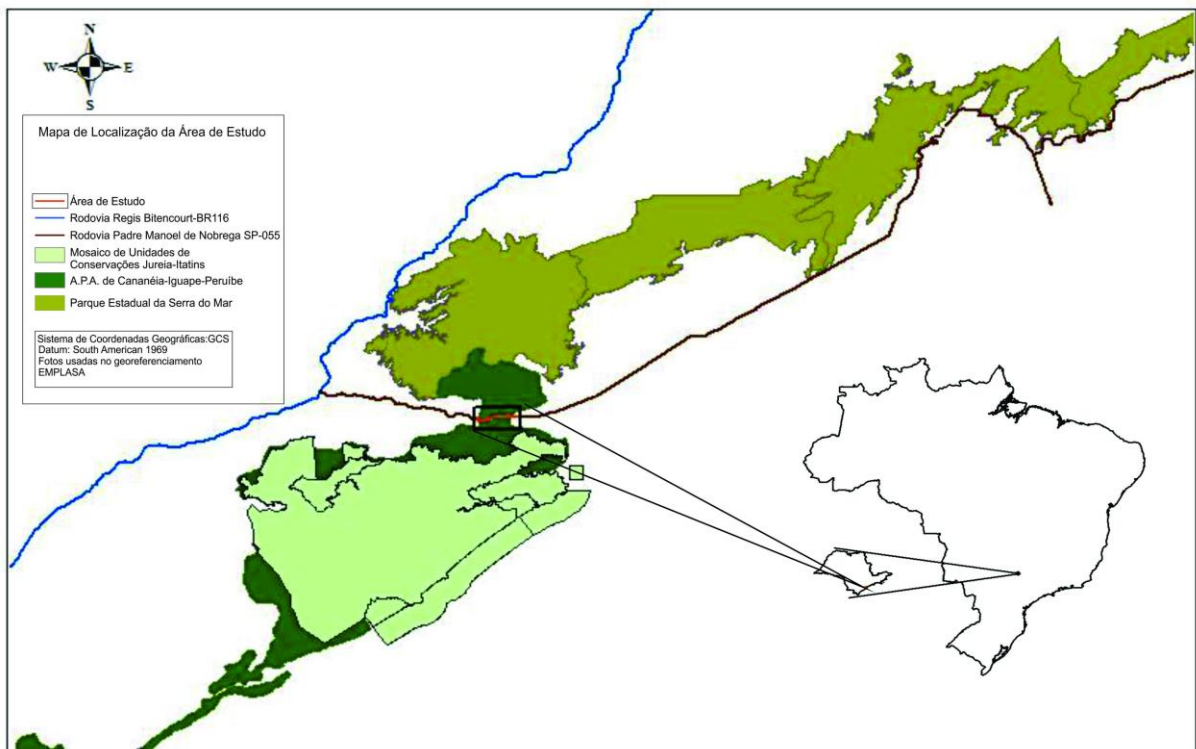 N
W E
S
Mapa de Localização da Área de Estudo
Área de Estudo
Rodovia Regis Bitencourt-BR116
Rodovia Padre Manoel de Nobrega SP-055
Mosaico de Unidades de
Conservações Jureia-Itatins
A.P.A. de Cananéia-Iguape-Peruíbe
Parque Estadual da Serra do Mar
Sistema de Coordenadas Geográficas:GCS
Datum: South American 1969
Fotos usadas no georeferenciamento
EMPLASA